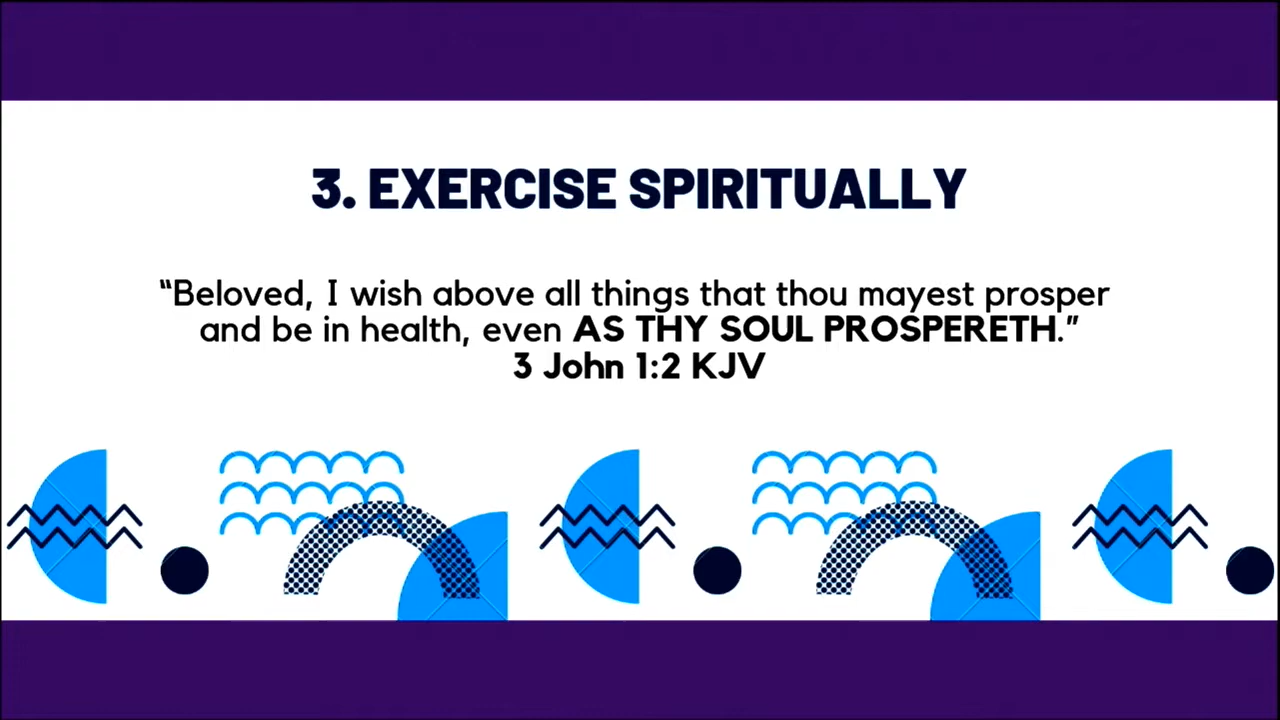 3. EXERCISE SPIRITUALLY
“Beloved, I wish above all things that thou mayest prosper
and be in health, even AS THY SOUL PROSPERETH.”
3 John 1:2 KJV